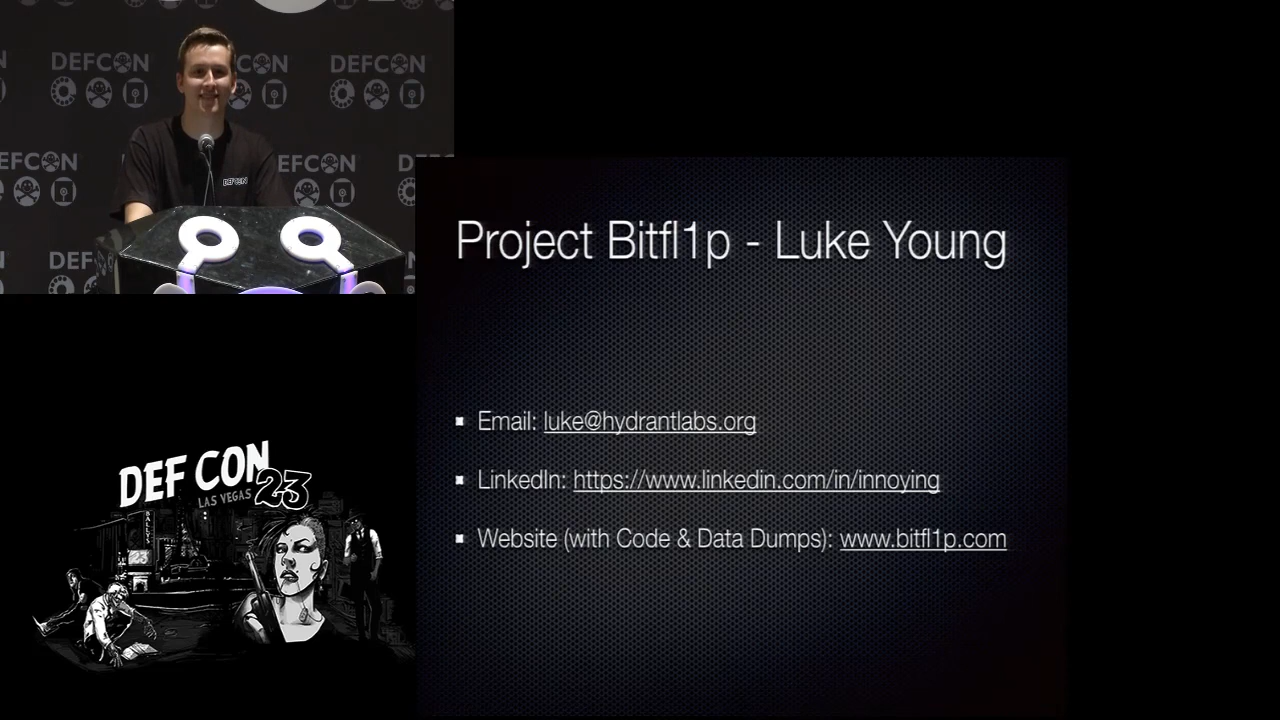 DEFCON
DEFCON
DEFCON
DEFCON
Project Bitfl1p - Luke Young
Email: luke@hydrantlabs.org
LinkedIn: https://www.linkedin.com/in/innoying
Website (with Code & Data Dumps): www.bitfl1p.com
DEF CON 23
LAS VEGAS
BALLYS